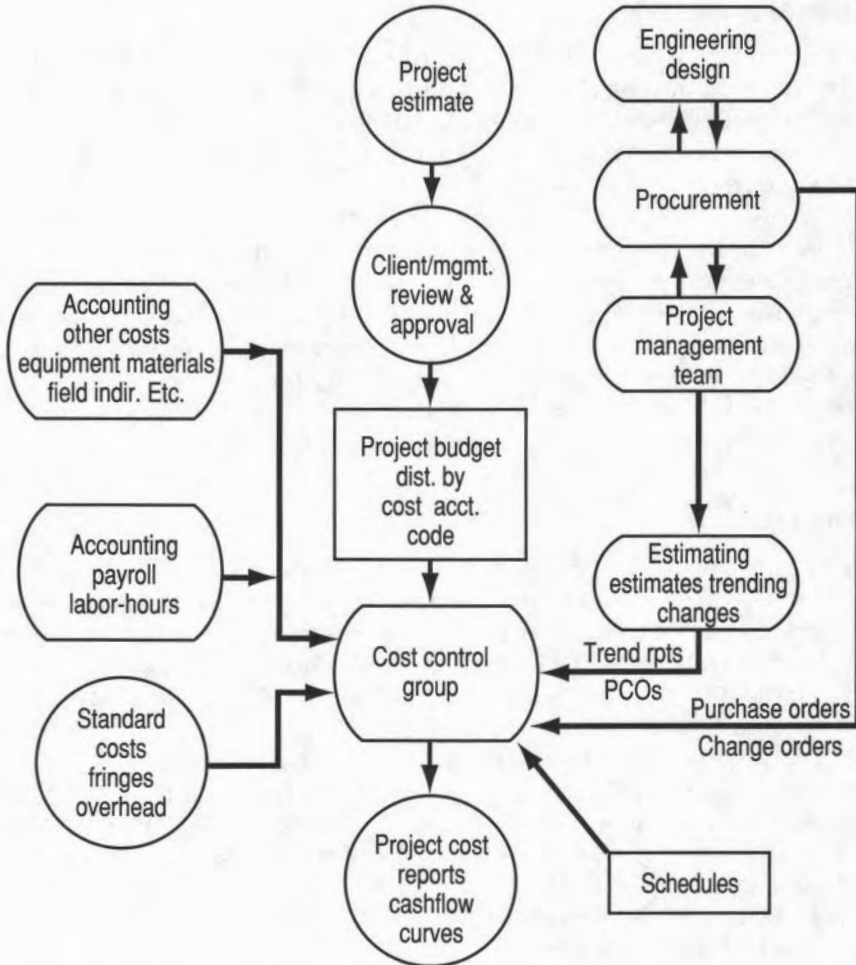 Project
estimate
Engineering
design
Procurement
Client/mgmt.
review &
approval
Accounting
other costs
equipment materials
field indir. Etc.
Project
management
team
Project budget
dist. by
cost acct.
code
Accounting
payroll
labor-hours
Estimating
estimates trending
changes
Cost control
group
Trend rpts
PCOs
Purchase orders
Change orders
Standard
costs
fringes
overhead
Project cost
reports
cashflow
curves
Schedules